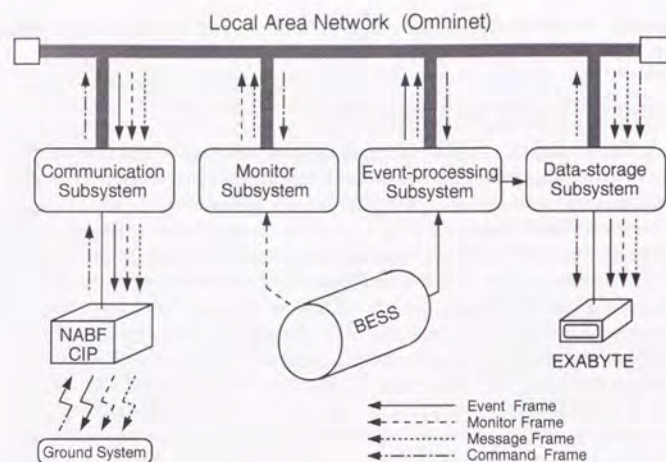 Local Area Network (Omninet)
Communication
Subsystem
Monitor
Subsystem
Event-processing
Subsystem
Data-storage
Subsystem
NABF
CIP
BESS
EXABYTE
Ground System
Event Frame
Monitor Frame
Message Frame
Command Frame